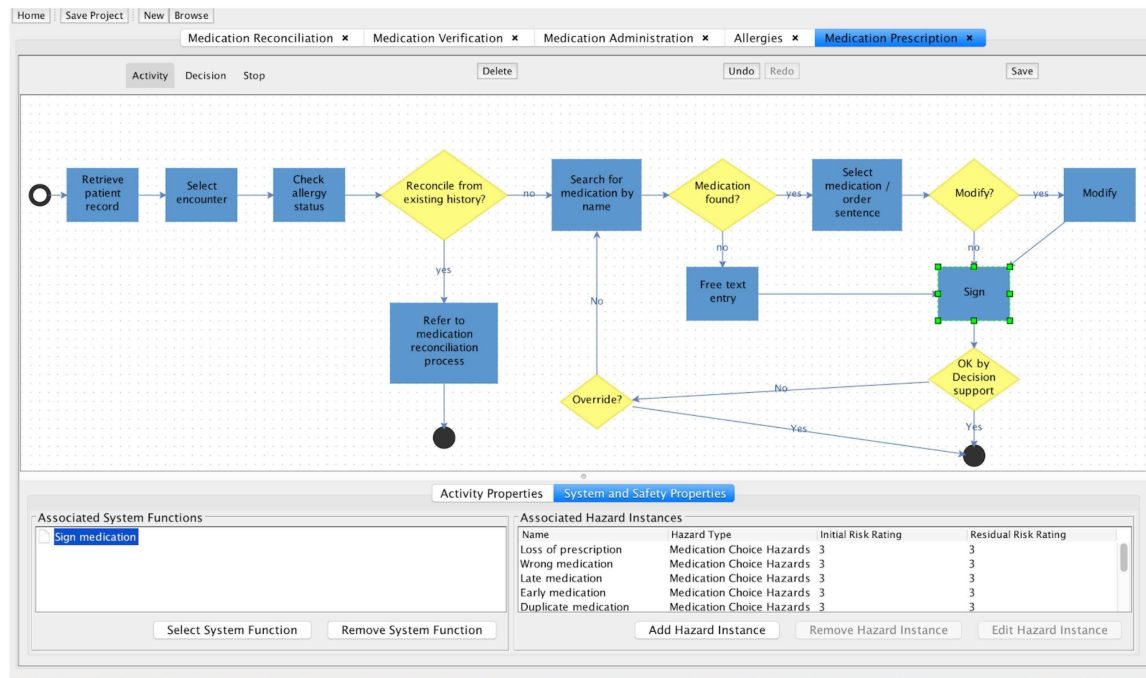 Home Save Project New Browse
Medication Reconciliation × Medication Verification × Medication Administration × Allergies × Medication Prescription ×
Activity Decision Stop Delete Undo Redo Save
Retrieve
patient
record
Select
encounter
Check
allergy
status
Reconcile from
existing history?
no
Search for
medication by
name
Medication
found?
yes
Select
medication /
order
sentence
Modify?
yes
Modify
yes
no
no
Free text
entry
Sign
No
Refer to
medication
reconciliation
process
OK by
Decision
support
Override?
No
Yes
Yes
Activity Properties System and Safety Properties
Associated System Functions
Sign medication
Select System Function Remove System Function
Associated Hazard Instances
Name Hazard Type Initial Risk Rating Residual Risk Rating
Loss of prescription Medication Choice Hazards 3 3
Wrong medication Medication Choice Hazards 3 3
Late medication Medication Choice Hazards 3 3
Early medication Medication Choice Hazards 3 3
Duplicate medication Medication Choice Hazards 3 3
Add Hazard Instance Remove Hazard Instance Edit Hazard Instance